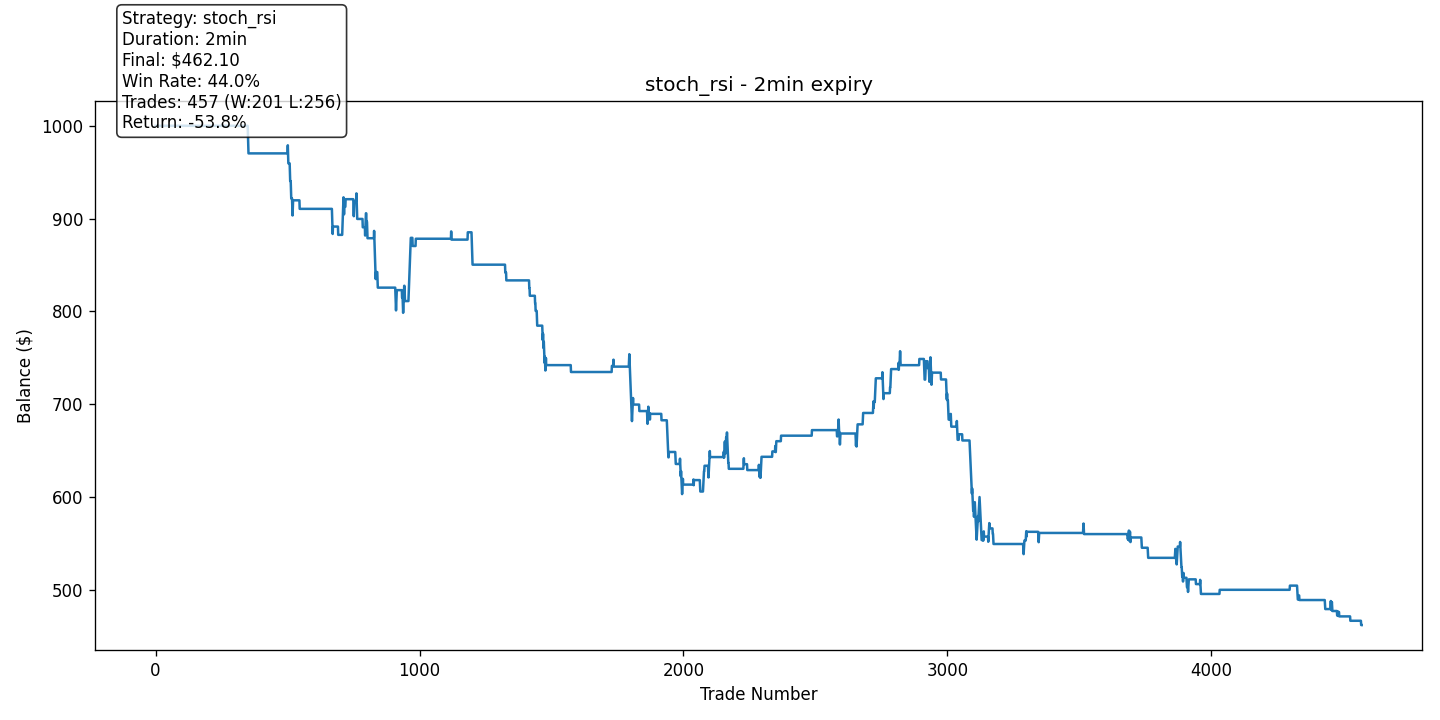 Strategy: stoch_rsi
Duration: 2min
Final: $462.10
Win Rate: 44.0%
Trades: 457 (W:201 L:256)
Return: -53.8%
stoch_rsi - 2min expiry
Balance ($)
1000
900
800
700
600
500
0
1000
2000
3000
4000
Trade Number